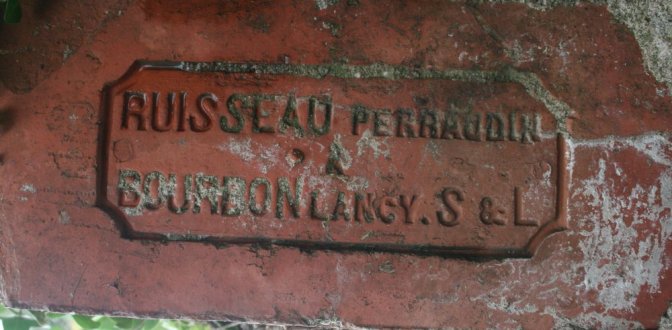 RUISSEAU PERRAUDIN
À
BOURBON LANCY. S & L